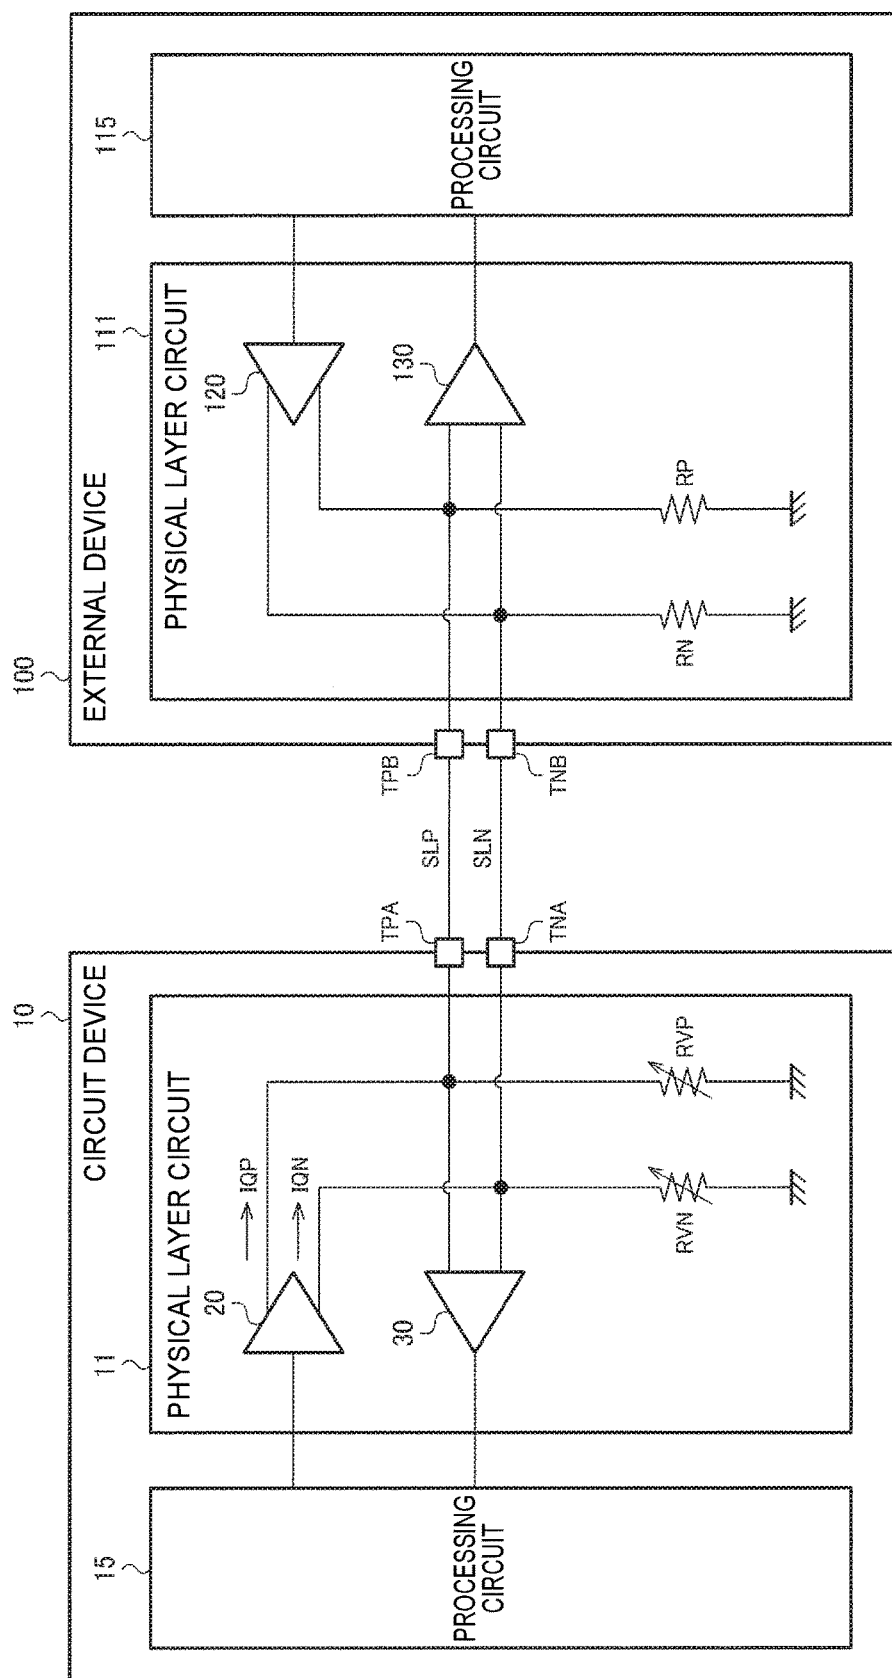 10
CIRCUIT DEVICE
15
PROCESSING
CIRCUIT
11
PHYSICAL LAYER CIRCUIT
20
IQP
IQN
30
RVN
RVP
TPA
TNA
SLP
SLN
100
EXTERNAL DEVICE
TPB
TNB
111
PHYSICAL LAYER CIRCUIT
120
130
RN
RP
115
PROCESSING
CIRCUIT